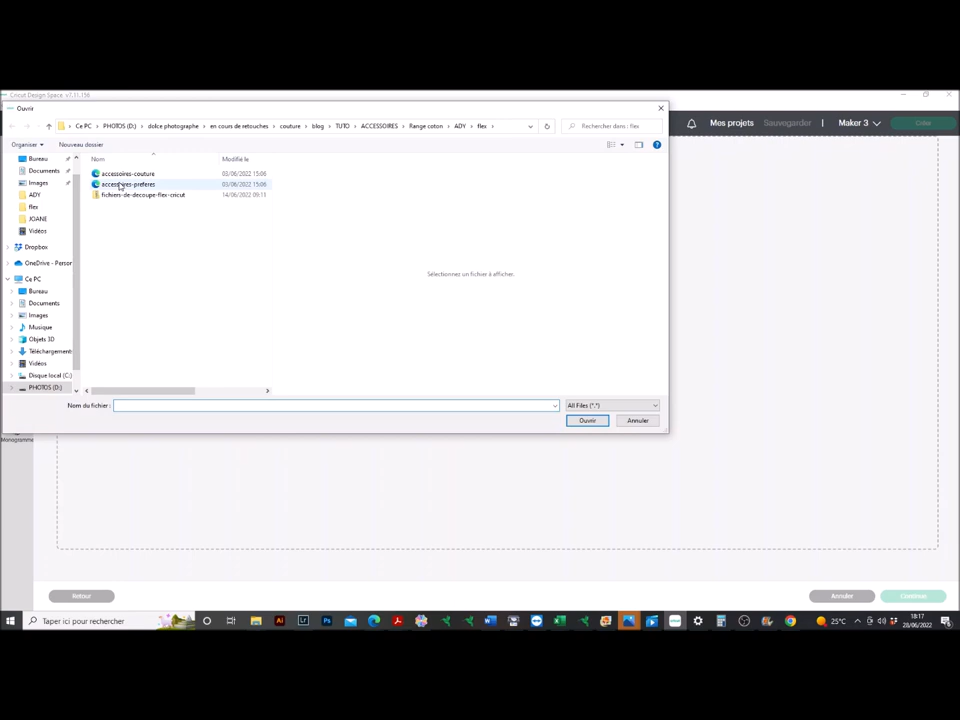 Cricut Design Space v7.11.156
Ouvrir
Ce PC > PHOTOS (D:) > dolce photographe > en cours de retouches > couture > blog > TUTO > ACCESSOIRES > Range coton > ADY > flex >
Rechercher dans : flex
Mes projets
Sauvegarder
|
Maker 3
Créer
Organiser
Nouveau dossier
Nom
Modifié le
Bureau
Documents
Images
ADY
flex
JOANE
Vidéos
Dropbox
OneDrive - Person
Ce PC
Bureau
Documents
Images
Musique
Objets 3D
Téléchargement
Vidéos
Disque local (C:)
PHOTOS (D:)
accessoires-couture 03/06/2022 15:06
accessoires-preferes 03/06/2022 15:06
fichiers-de-decoupe-flex-cricut 14/06/2022 09:11
Sélectionnez un fichier à afficher.
Nom du fichier :
All Files (*.*)
Ouvrir
Annuler
Monogramme
Retour
Annuler
Continuer
Taper ici pour rechercher
25°C
18:17
28/06/2022